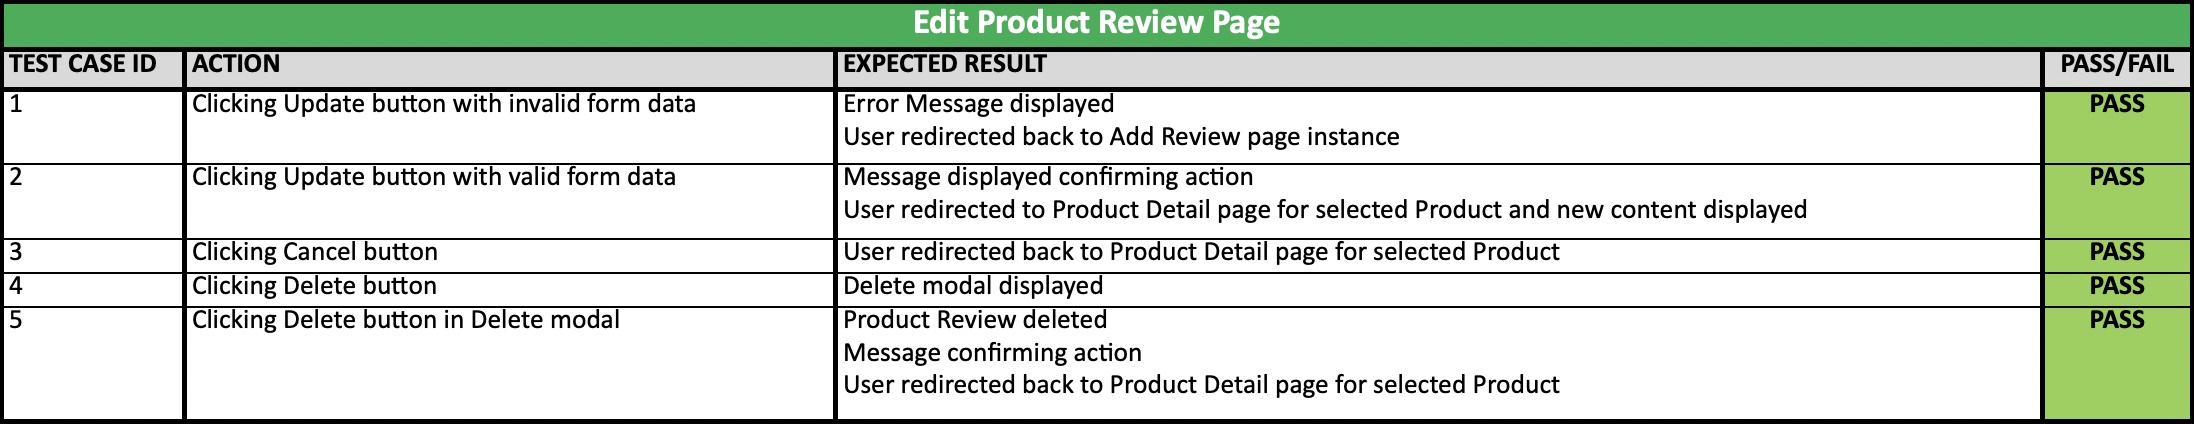 Edit Product Review Page
TEST CASE ID ACTION EXPECTED RESULT PASS/FAIL
1 Clicking Update button with invalid form data Error Message displayed PASS
User redirected back to Add Review page instance
2 Clicking Update button with valid form data Message displayed confirming action PASS
User redirected to Product Detail page for selected Product and new content displayed
3 Clicking Cancel button User redirected back to Product Detail page for selected Product PASS
4 Clicking Delete button Delete modal displayed PASS
5 Clicking Delete button in Delete modal Product Review deleted PASS
Message confirming action
User redirected back to Product Detail page for selected Product